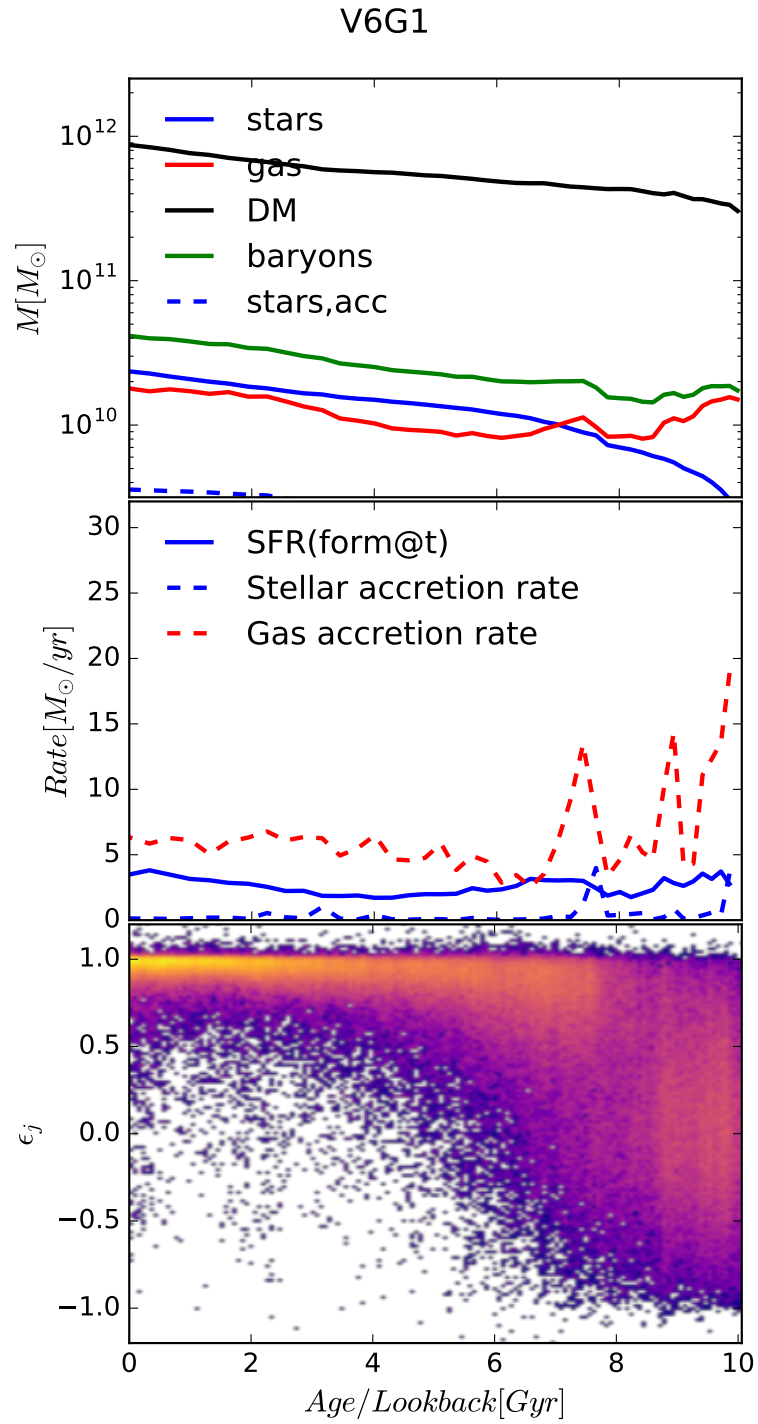 V6G1
10^12
10^11
10^10
M[M_⊙]
stars
gas
DM
baryons
stars,acc
30
25
20
15
10
5
0
Rate[M_⊙/yr]
SFR(form@t)
Stellar accretion rate
Gas accretion rate
1.0
0.5
0.0
−0.5
−1.0
ϵ_j
0 2 4 6 8 10
Age/Lookback[Gyr]